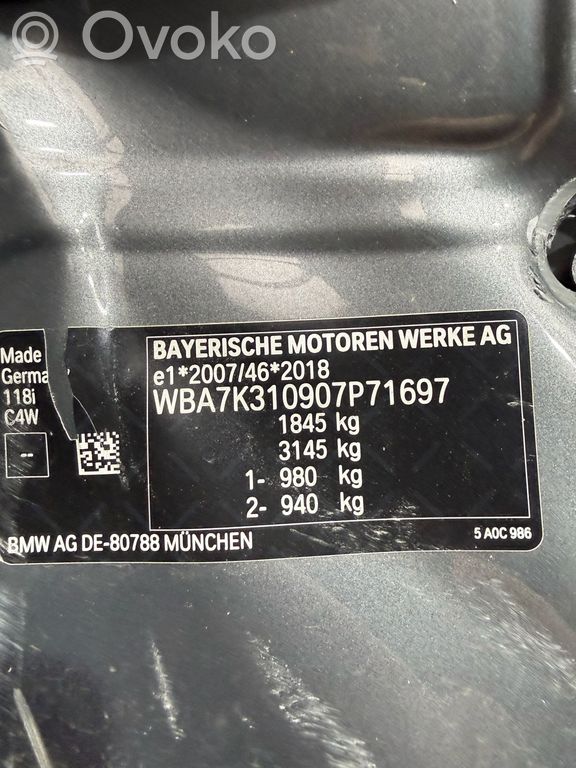 Ovoko
Made
Germa
118i
C4W
--
BAYERISCHE MOTOREN WERKE AG
e1*2007/46*2018
WBA7K310907P71697
1845 kg
3145 kg
1- 980 kg
2- 940 kg
BMW AG DE-80788 MÜNCHEN
5 A0C 986